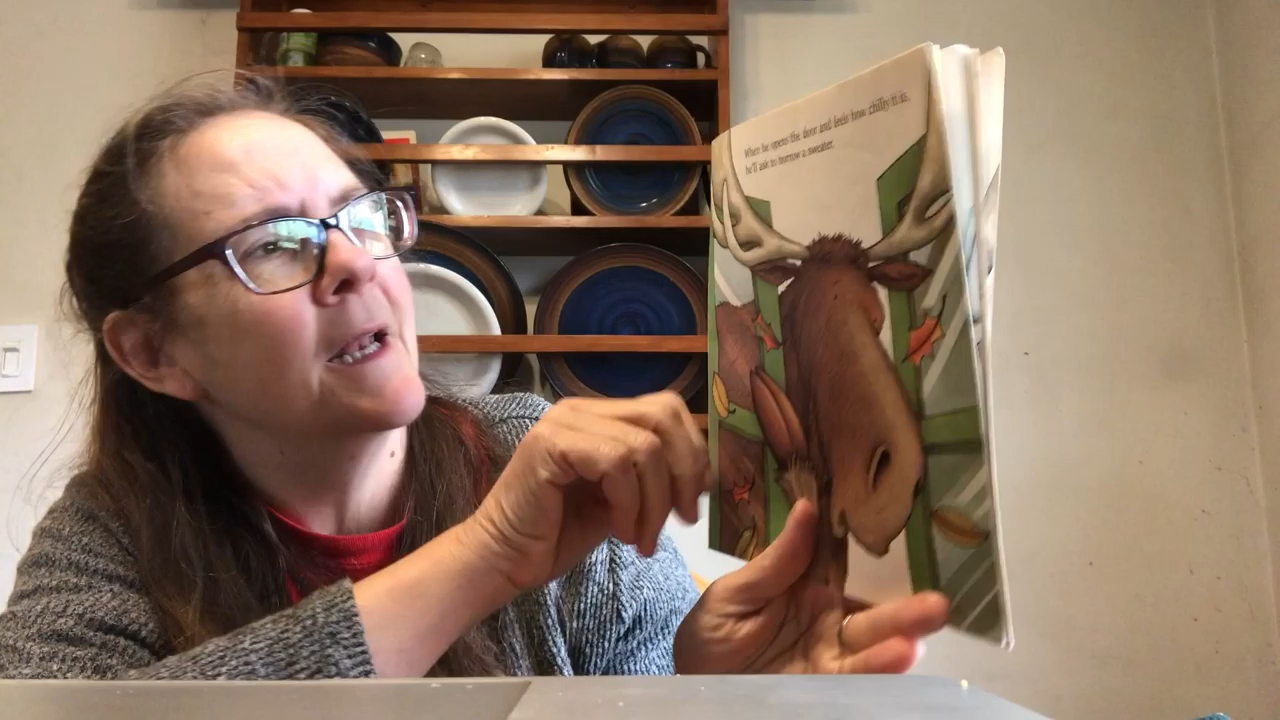 When he opens the door and feels how chilly it is,
he'll ask to borrow a sweater.